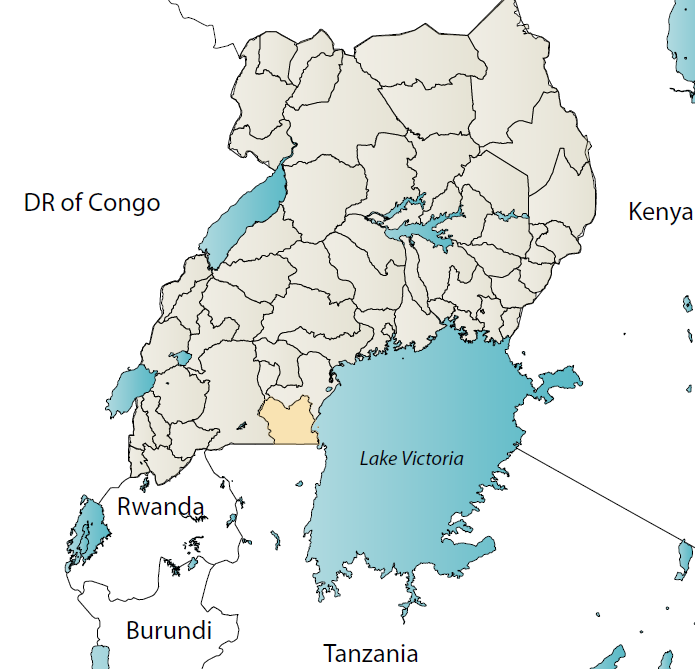 DR of Congo
Kenya
Lake Victoria
Rwanda
Burundi
Tanzania